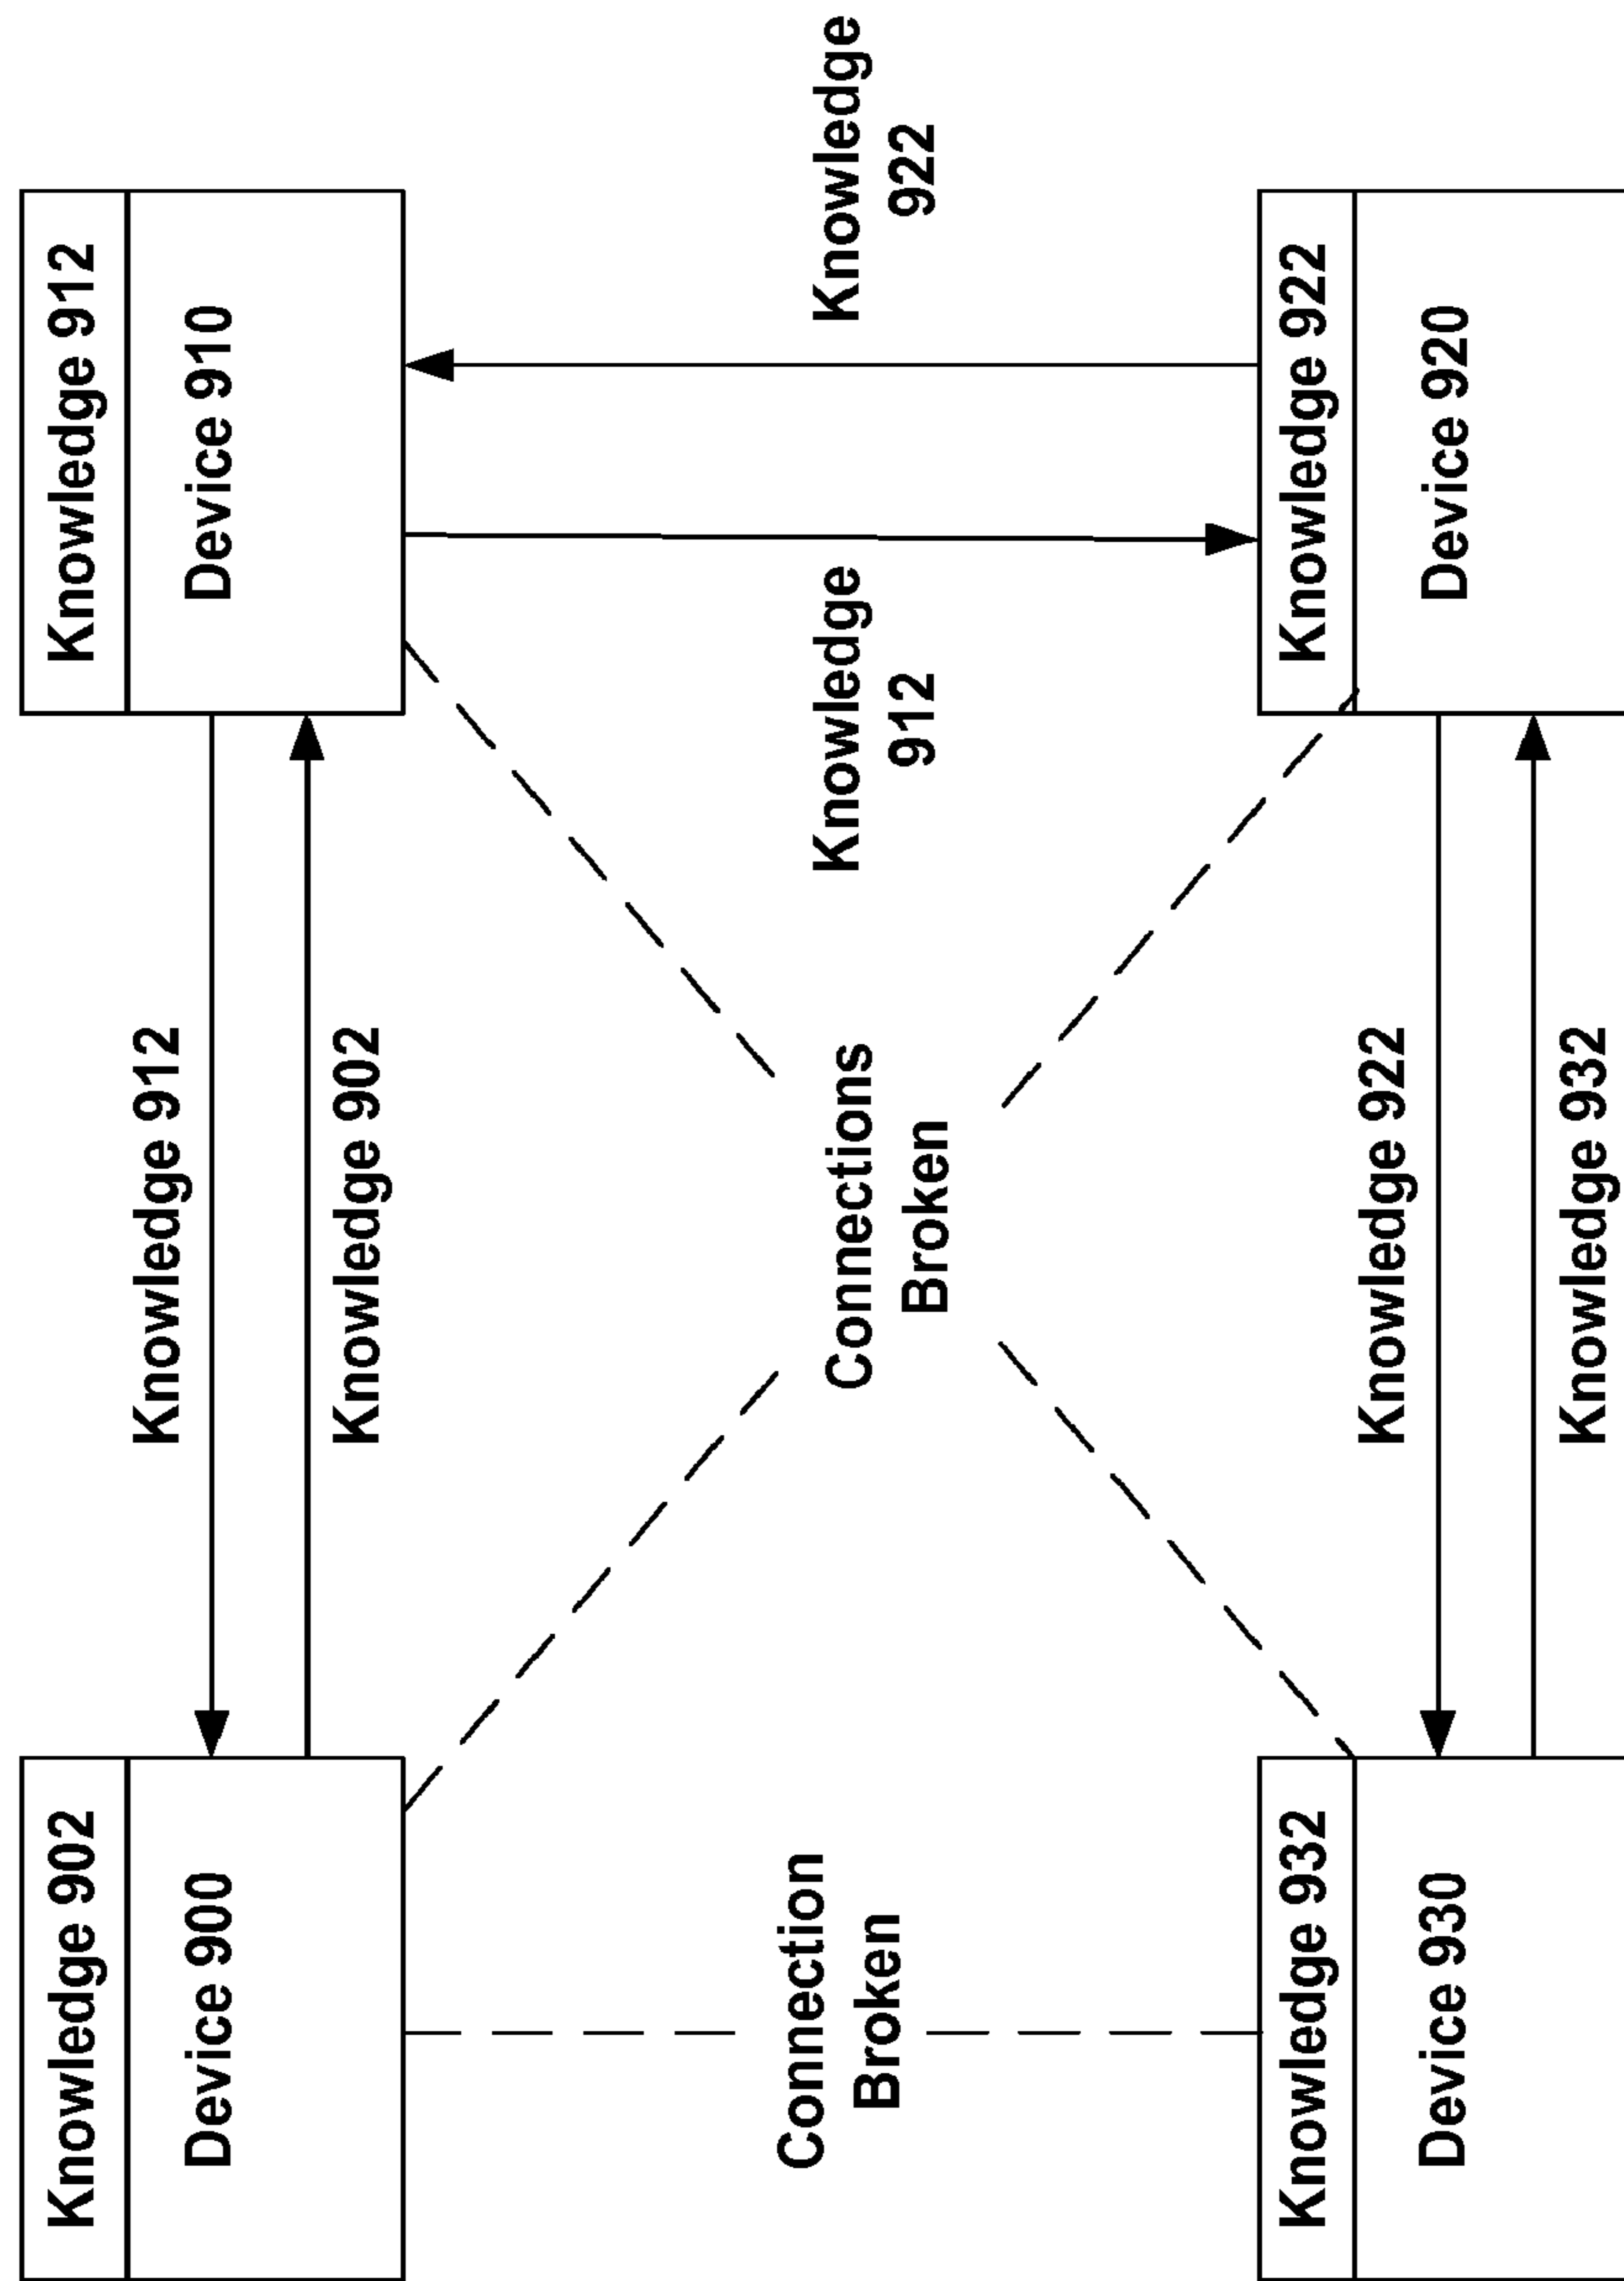 Knowledge 902
Device 900
Knowledge 912
Knowledge 902
Knowledge 912
Device 910
Connection
Broken
Connections
Broken
Knowledge
912
Knowledge
922
Knowledge 932
Device 930
Knowledge 922
Knowledge 932
Knowledge 922
Device 920